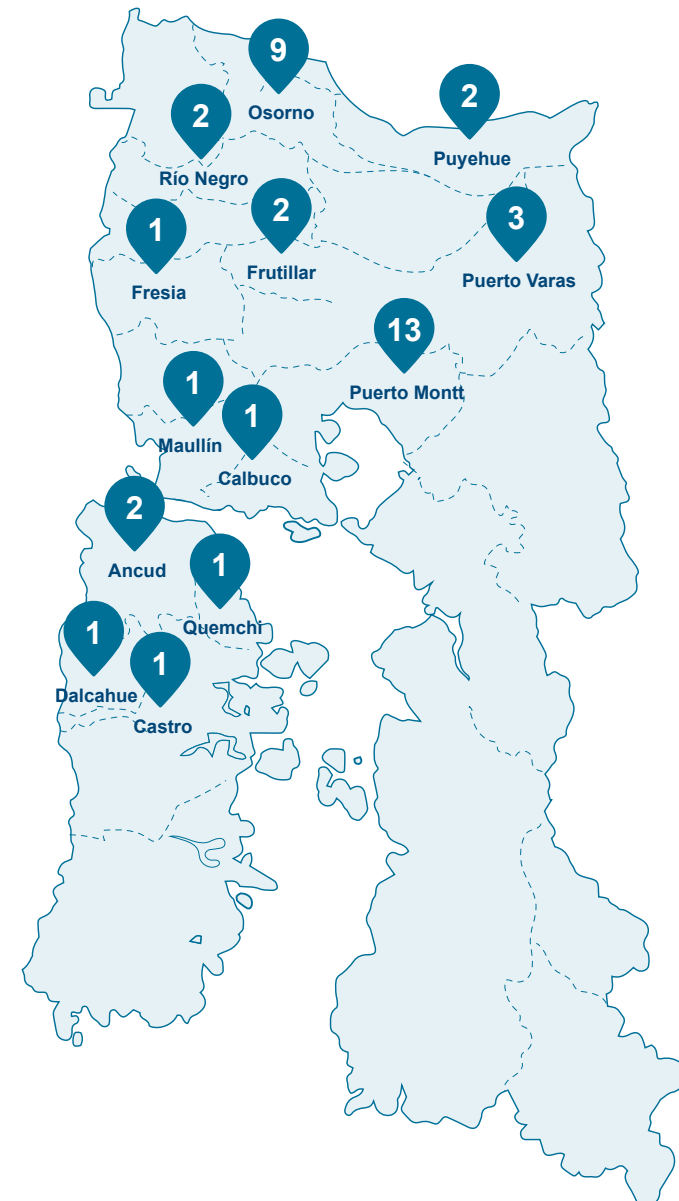 9
Osorno
2
Puyehue
2
Río Negro
2
Frutillar
3
Puerto Varas
1
Fresia
13
Puerto Montt
1
Maullín
1
Calbuco
2
Ancud
1
Quemchi
1
Dalcahue
1
Castro